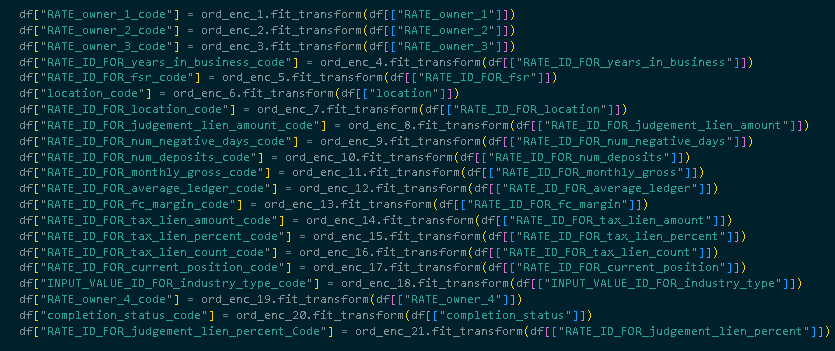 df["RATE_owner_1_code"] = ord_enc_1.fit_transform(df[["RATE_owner_1"]])
df["RATE_owner_2_code"] = ord_enc_2.fit_transform(df[["RATE_owner_2"]])
df["RATE_owner_3_code"] = ord_enc_3.fit_transform(df[["RATE_owner_3"]])
df["RATE_ID_FOR_years_in_business_code"] = ord_enc_4.fit_transform(df[["RATE_ID_FOR_years_in_business"]])
df["RATE_ID_FOR_fsr_code"] = ord_enc_5.fit_transform(df[["RATE_ID_FOR_fsr"]])
df["location_code"] = ord_enc_6.fit_transform(df[["location"]])
df["RATE_ID_FOR_location_code"] = ord_enc_7.fit_transform(df[["RATE_ID_FOR_location"]])
df["RATE_ID_FOR_judgement_lien_amount_code"] = ord_enc_8.fit_transform(df[["RATE_ID_FOR_judgement_lien_amount"]])
df["RATE_ID_FOR_num_negative_days_code"] = ord_enc_9.fit_transform(df[["RATE_ID_FOR_num_negative_days"]])
df["RATE_ID_FOR_num_deposits_code"] = ord_enc_10.fit_transform(df[["RATE_ID_FOR_num_deposits"]])
df["RATE_ID_FOR_monthly_gross_code"] = ord_enc_11.fit_transform(df[["RATE_ID_FOR_monthly_gross"]])
df["RATE_ID_FOR_average_ledger_code"] = ord_enc_12.fit_transform(df[["RATE_ID_FOR_average_ledger"]])
df["RATE_ID_FOR_fc_margin_code"] = ord_enc_13.fit_transform(df[["RATE_ID_FOR_fc_margin"]])
df["RATE_ID_FOR_tax_lien_amount_code"] = ord_enc_14.fit_transform(df[["RATE_ID_FOR_tax_lien_amount"]])
df["RATE_ID_FOR_tax_lien_percent_code"] = ord_enc_15.fit_transform(df[["RATE_ID_FOR_tax_lien_percent"]])
df["RATE_ID_FOR_tax_lien_count_code"] = ord_enc_16.fit_transform(df[["RATE_ID_FOR_tax_lien_count"]])
df["RATE_ID_FOR_current_position_code"] = ord_enc_17.fit_transform(df[["RATE_ID_FOR_current_position"]])
df["INPUT_VALUE_ID_FOR_industry_type_code"] = ord_enc_18.fit_transform(df[["INPUT_VALUE_ID_FOR_industry_type"]])
df["RATE_owner_4_code"] = ord_enc_19.fit_transform(df[["RATE_owner_4"]])
df["completion_status_code"] = ord_enc_20.fit_transform(df[["completion_status"]])
df["RATE_ID_FOR_judgement_lien_percent_Code"] = ord_enc_21.fit_transform(df[["RATE_ID_FOR_judgement_lien_percent"]])